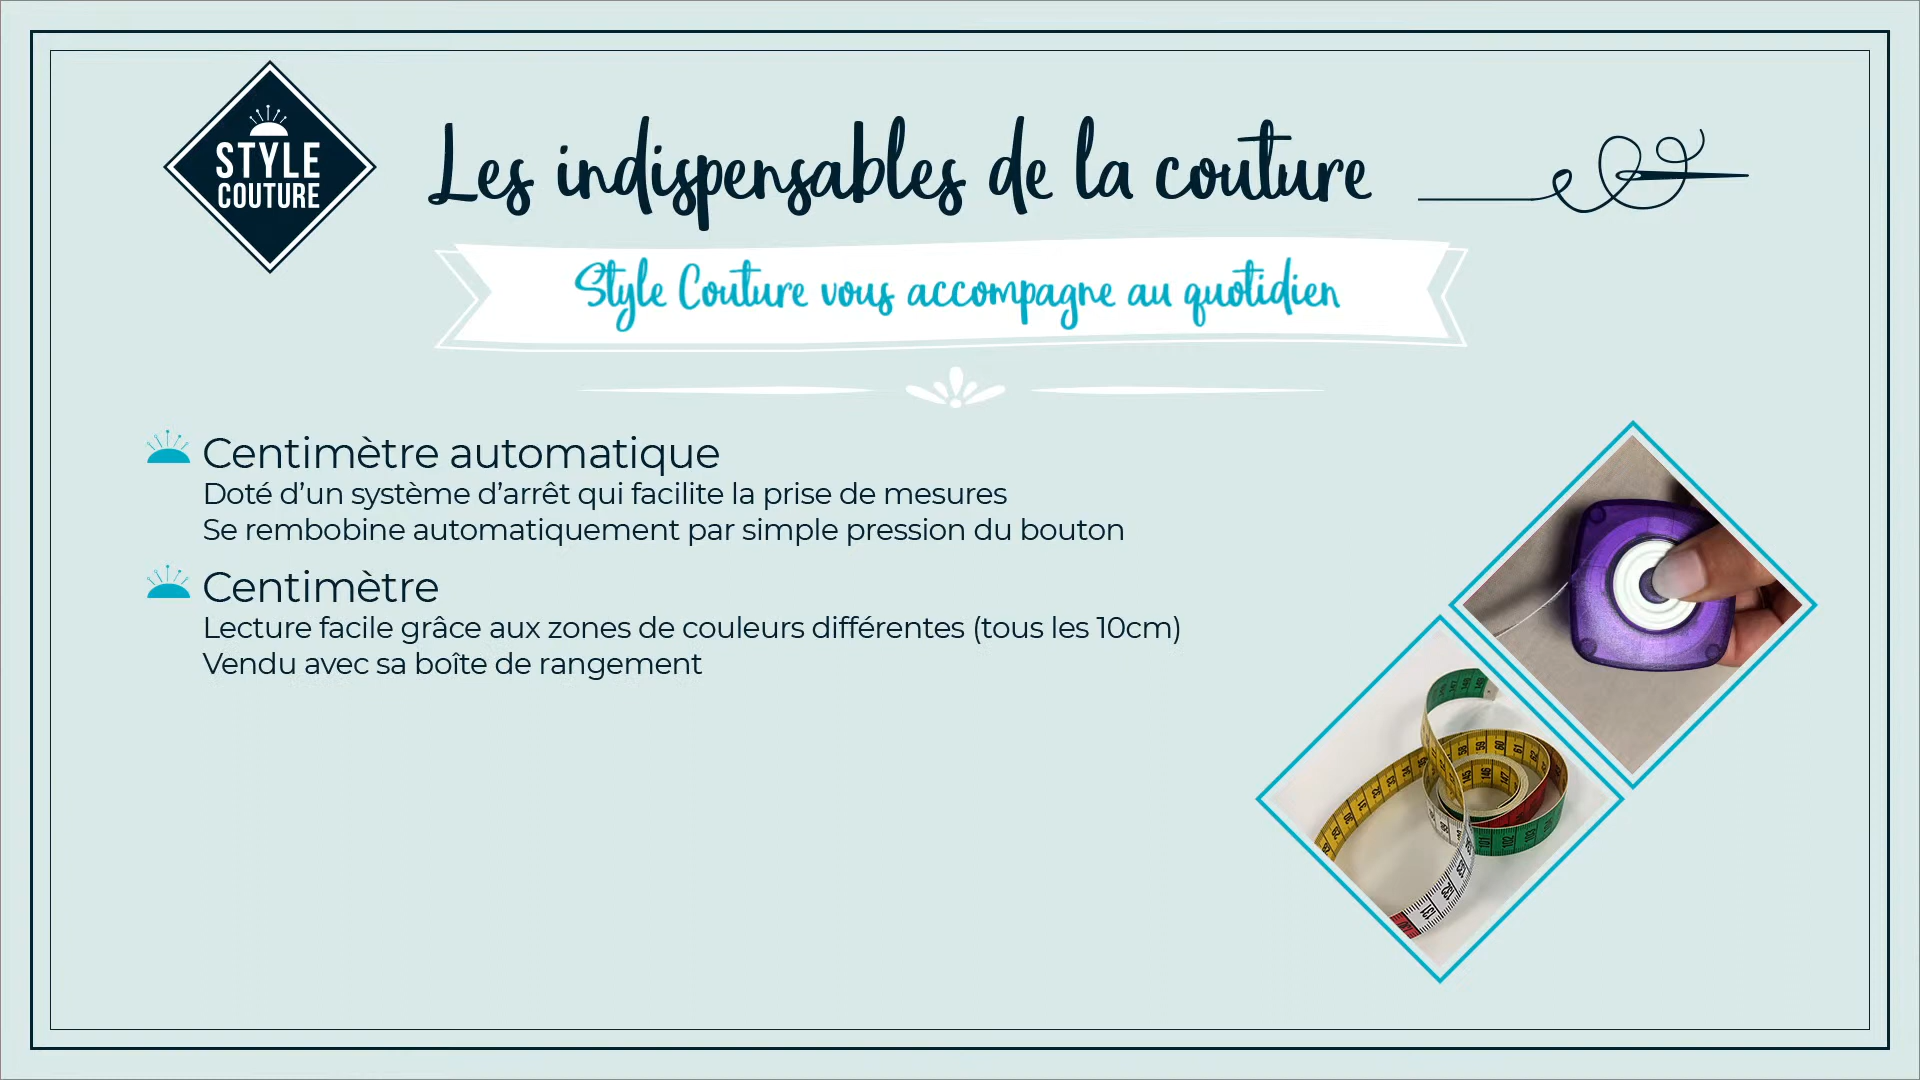 STYLE
COUTURE
Les indispensables de la couture
Style Couture vous accompagne au quotidien
Centimètre automatique
Doté d’un système d’arrêt qui facilite la prise de mesures
Se rembobine automatiquement par simple pression du bouton
Centimètre
Lecture facile grâce aux zones de couleurs différentes (tous les 10cm)
Vendu avec sa boîte de rangement